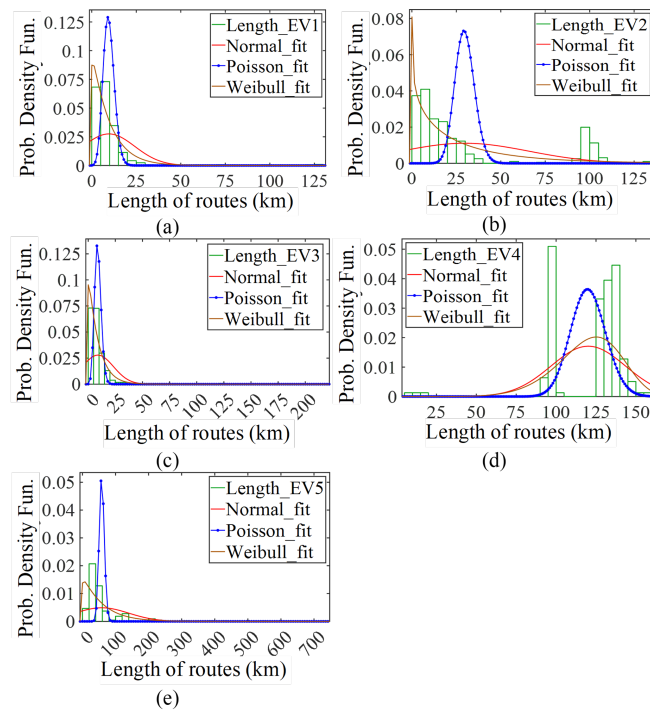 Prob. Density Fun.
0.125
0.1
0.075
0.05
0.025
0
0 25 50 75 100 125
Length of routes (km)
Length_EV1
Normal_fit
Poisson_fit
Weibull_fit
(a)
Prob. Density Fun.
0.08
0.06
0.04
0.02
0
0 25 50 75 100 125
Length of routes (km)
Length_EV2
Normal_fit
Poisson_fit
Weibull_fit
(b)
Prob. Density Fun.
0.125
0.1
0.075
0.05
0.025
0
0 25 50 75 100 125 150 175 200
Length of routes (km)
Length_EV3
Normal_fit
Poisson_fit
Weibull_fit
(c)
Prob. Density Fun.
0.05
0.04
0.03
0.02
0.01
0
25 50 75 100 125 150
Length of routes (km)
Length_EV4
Normal_fit
Poisson_fit
Weibull_fit
(d)
Prob. Density Fun.
0.05
0.04
0.03
0.02
0.01
0
0 100 200 300 400 500 600 700
Length of routes (km)
Length_EV5
Normal_fit
Poisson_fit
Weibull_fit
(e)